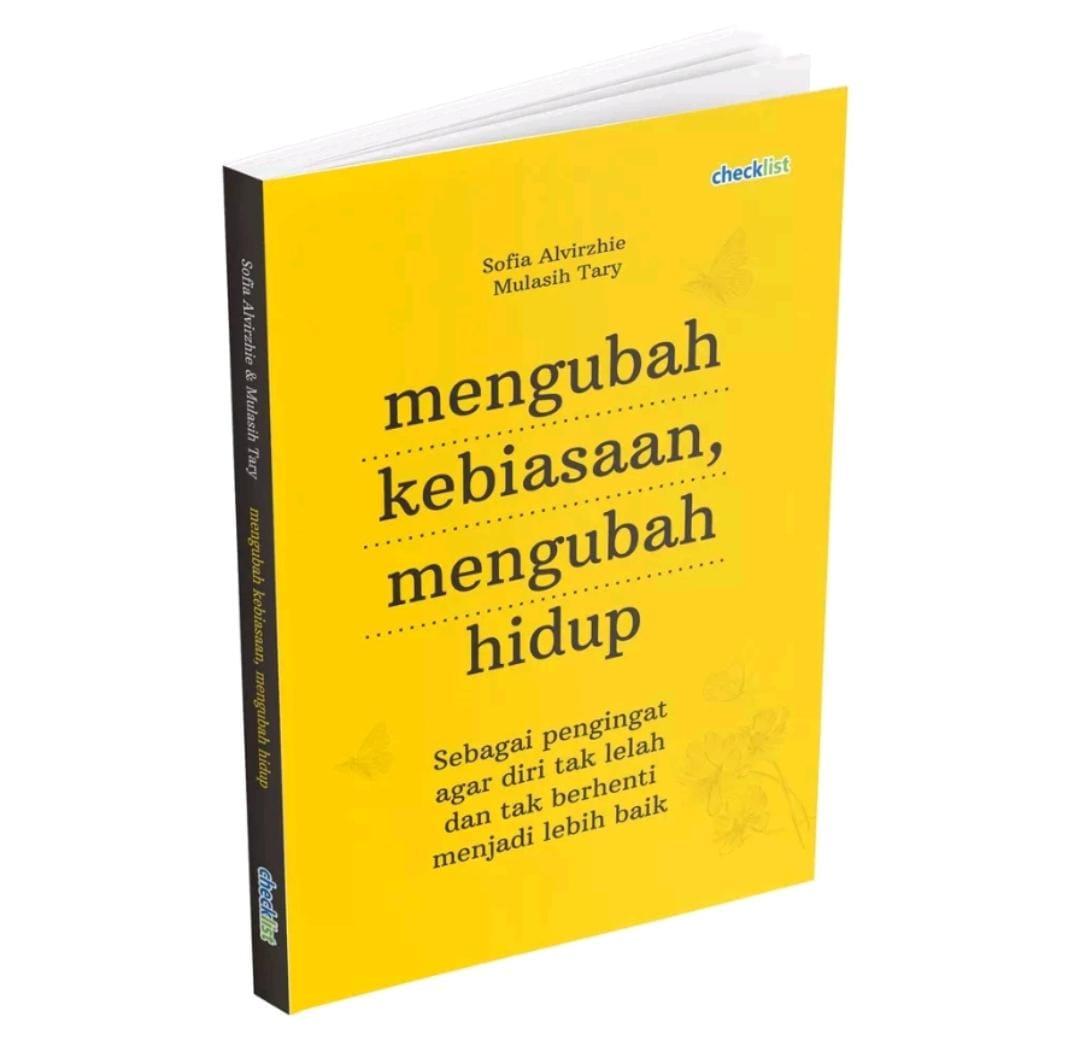 checklist
Sofia Alvirzhie
Mulasih Tary
mengubah
kebiasaan,
mengubah
hidup
Sebagai pengingat
agar diri tak lelah
dan tak berhenti
menjadi lebih baik
Sofia Alvirzhie & Mulasih Tary mengubah kebiasaan, mengubah hidup checklist